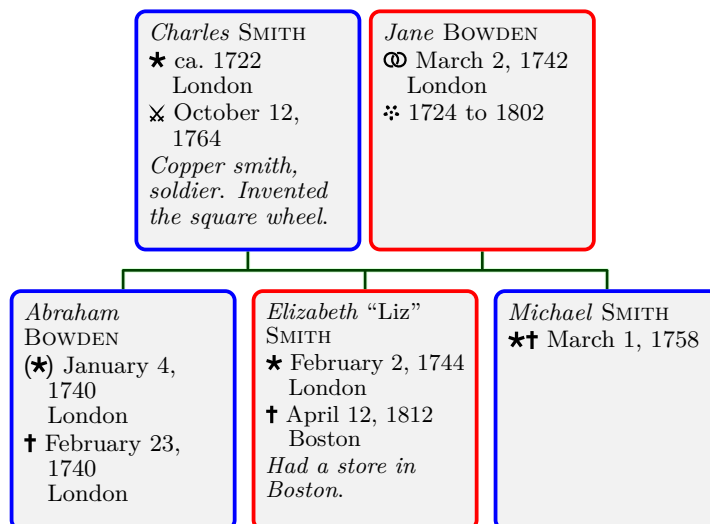 Charles SMITH
★ ca. 1722
London
⚔ October 12,
1764
Copper smith,
soldier. Invented
the square wheel.
Jane BOWDEN
⚭ March 2, 1742
London
⁘ 1724 to 1802
Abraham
BOWDEN
(★) January 4,
1740
London
† February 23,
1740
London
Elizabeth “Liz”
SMITH
★ February 2, 1744
London
† April 12, 1812
Boston
Had a store in
Boston.
Michael SMITH
★† March 1, 1758